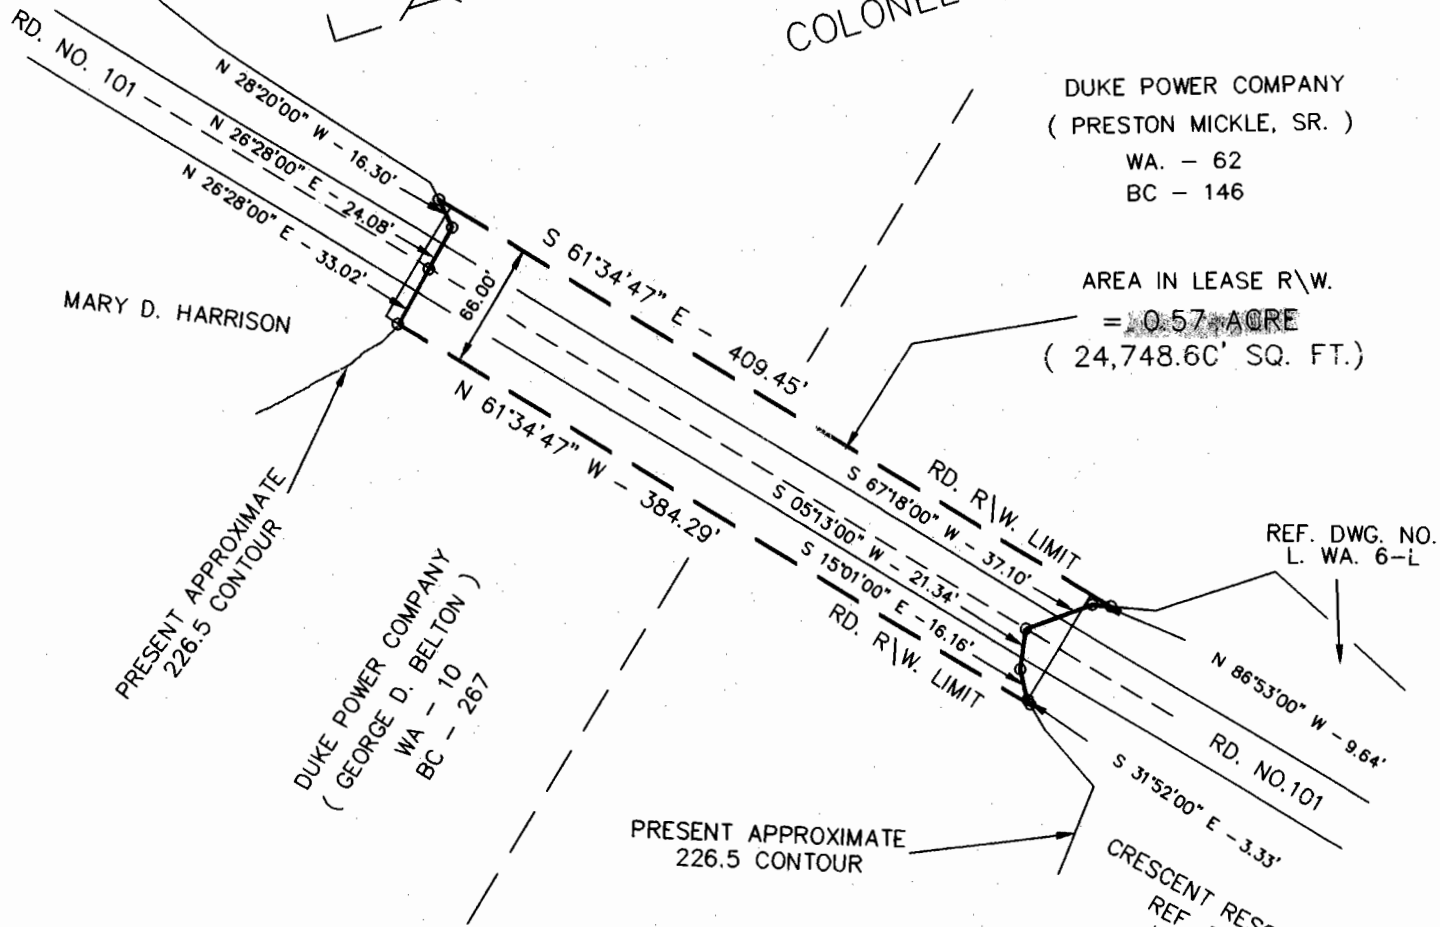 COLONEL
RD. NO. 101
N 28°20'00" W - 16.30'
N 26°28'00" E - 24.08'
N 26°28'00" E - 33.02'
MARY D. HARRISON
66.00'
S 61°34'47" E - 409.45'
N 61°34'47" W - 384.29'
DUKE POWER COMPANY
( PRESTON MICKLE, SR. )
WA. - 62
BC - 146
AREA IN LEASE R\W.
= 0.57 ACRE
( 24,748.6C' SQ. FT.)
RD. R\W. LIMIT
S 67°18'00" W - 37.10'
S 05°13'00" W - 21.34'
S 15°01'00" E - 16.16'
RD. R\W. LIMIT
REF. DWG. NO.
L. WA. 6-L
PRESENT APPROXIMATE
226.5 CONTOUR
DUKE POWER COMPANY
( GEORGE D. BELTON )
WA - 10
BC - 267
N 86°53'00" W - 9.64'
RD. NO.101
S 31°52'00" E - 3.33'
PRESENT APPROXIMATE
226.5 CONTOUR
CRESCENT
REF.